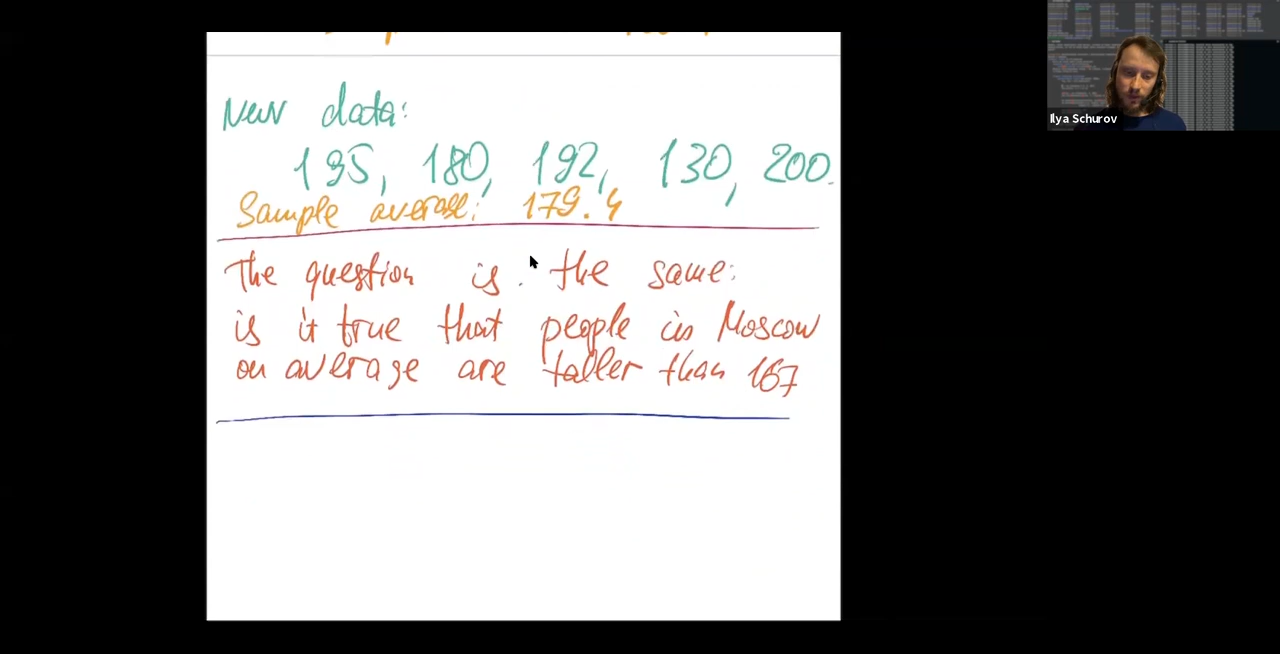 New data:
195, 180, 192, 130, 200.
Sample average: 179.4
The question is the same:
is it true that people in Moscow
on average are taller than 167
Ilya Schurov